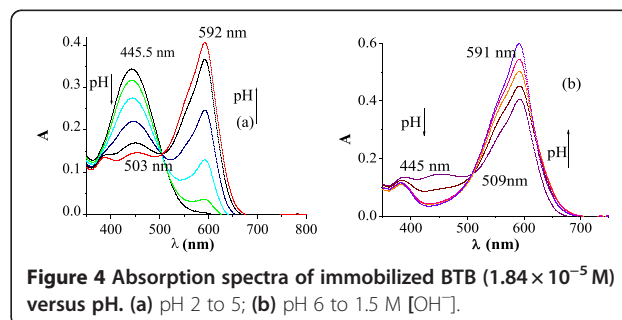 592 nm
0.4
445.5 nm
pH
pH
0.3
A
0.2
(a)
0.1
503 nm
0.0
400 500 600 700 800
λ (nm)
0.6
591 nm
(b)
0.4
pH
pH
A
0.2
445 nm
509nm
0.0
400 500 600 700
λ (nm)
Figure 4 Absorption spectra of immobilized BTB (1.84 × 10⁻⁵ M)
versus pH. (a) pH 2 to 5; (b) pH 6 to 1.5 M [OH⁻].